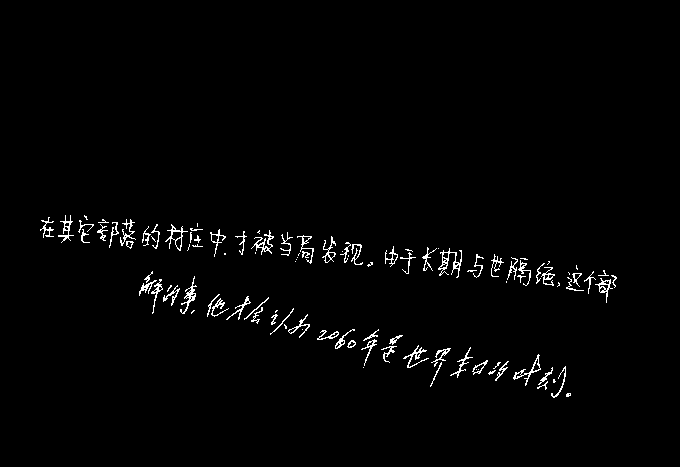 在其它部落的村庄中,才被当局发现。由于长期与世隔绝,这个部
解的事,他才会认为2060年是世界末日的时刻。